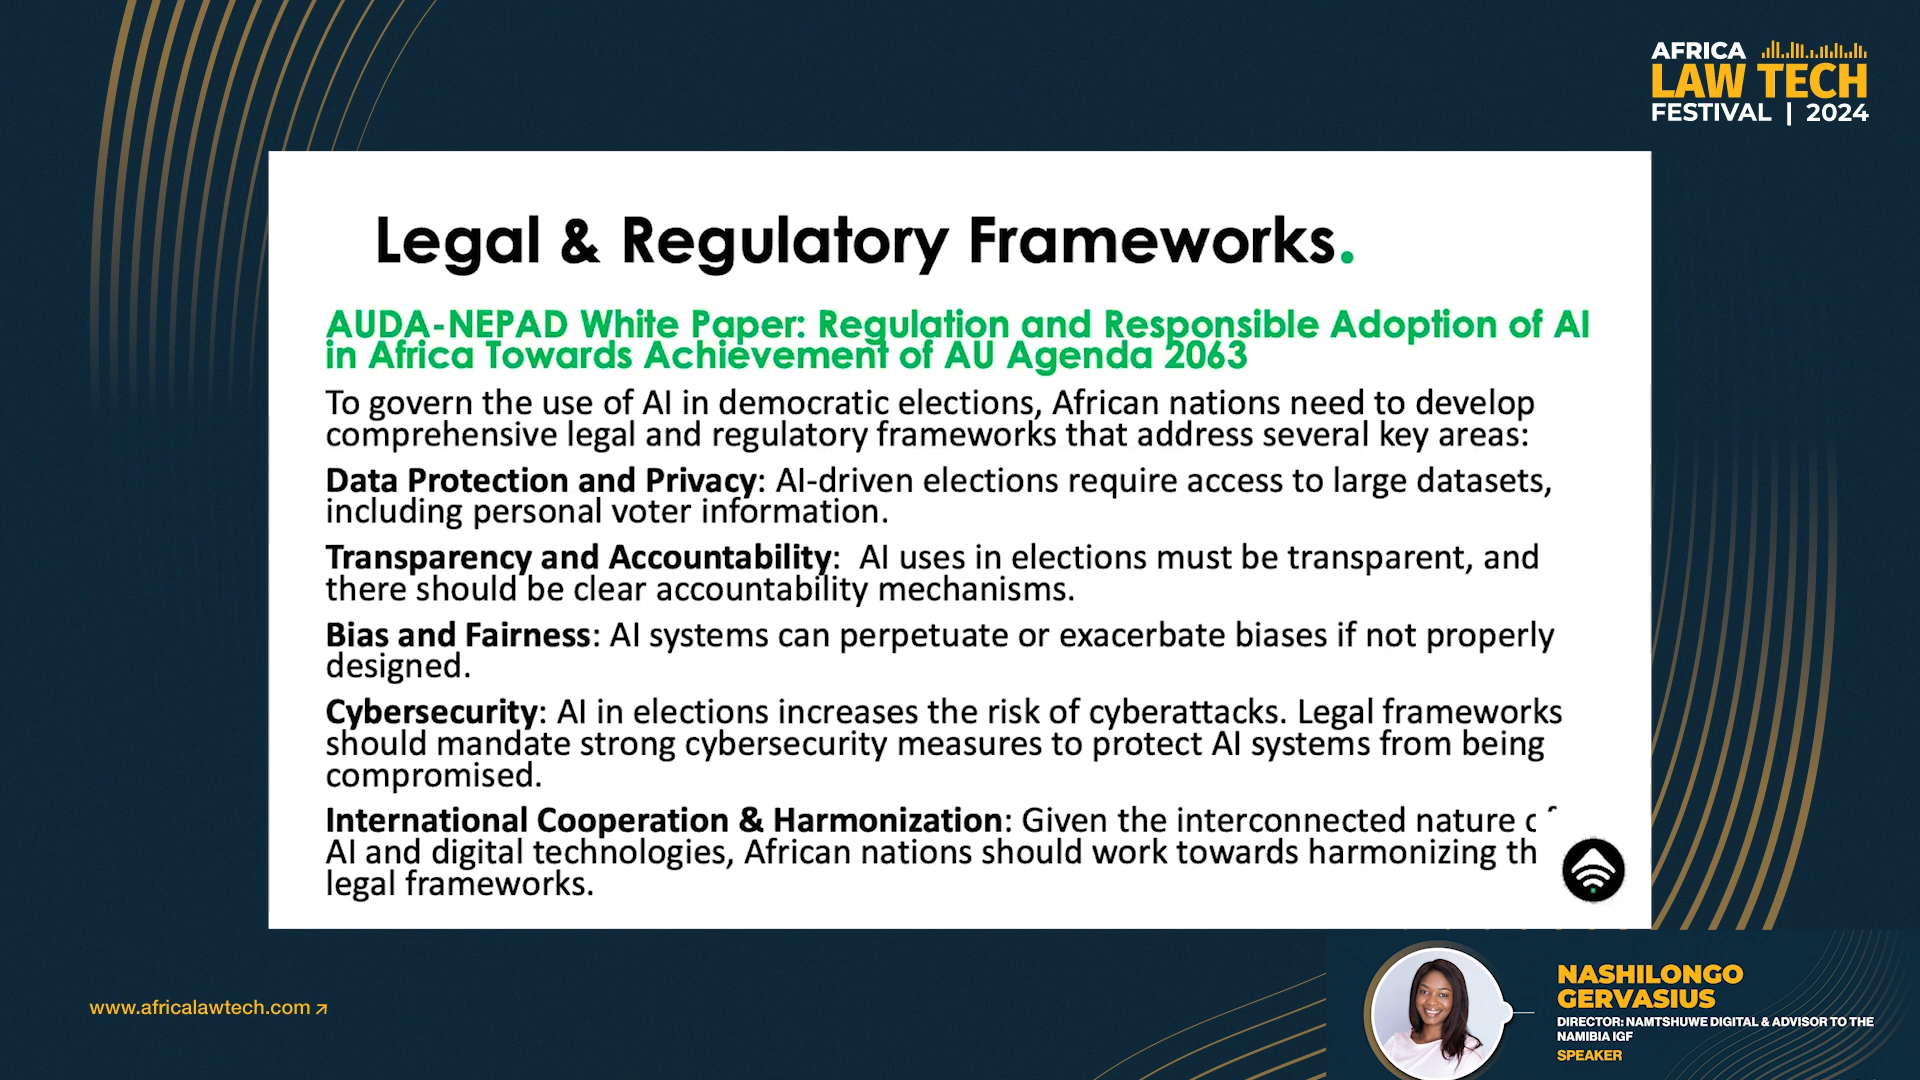 AFRICA
LAW TECH
FESTIVAL | 2024
Legal & Regulatory Frameworks.
AUDA-NEPAD White Paper: Regulation and Responsible Adoption of AI
in Africa Towards Achievement of AU Agenda 2063
To govern the use of AI in democratic elections, African nations need to develop
comprehensive legal and regulatory frameworks that address several key areas:
Data Protection and Privacy: AI-driven elections require access to large datasets,
including personal voter information.
Transparency and Accountability:  AI uses in elections must be transparent, and
there should be clear accountability mechanisms.
Bias and Fairness: AI systems can perpetuate or exacerbate biases if not properly
designed.
Cybersecurity: AI in elections increases the risk of cyberattacks. Legal frameworks
should mandate strong cybersecurity measures to protect AI systems from being
compromised.
International Cooperation & Harmonization: Given the interconnected nature
AI and digital technologies, African nations should work towards harmonizing
legal frameworks.
www.africalawtech.com
NASHILONGO
GERVASIUS
DIRECTOR: NAMTSHUWE DIGITAL & ADVISOR TO THE
NAMIBIA IGF
SPEAKER